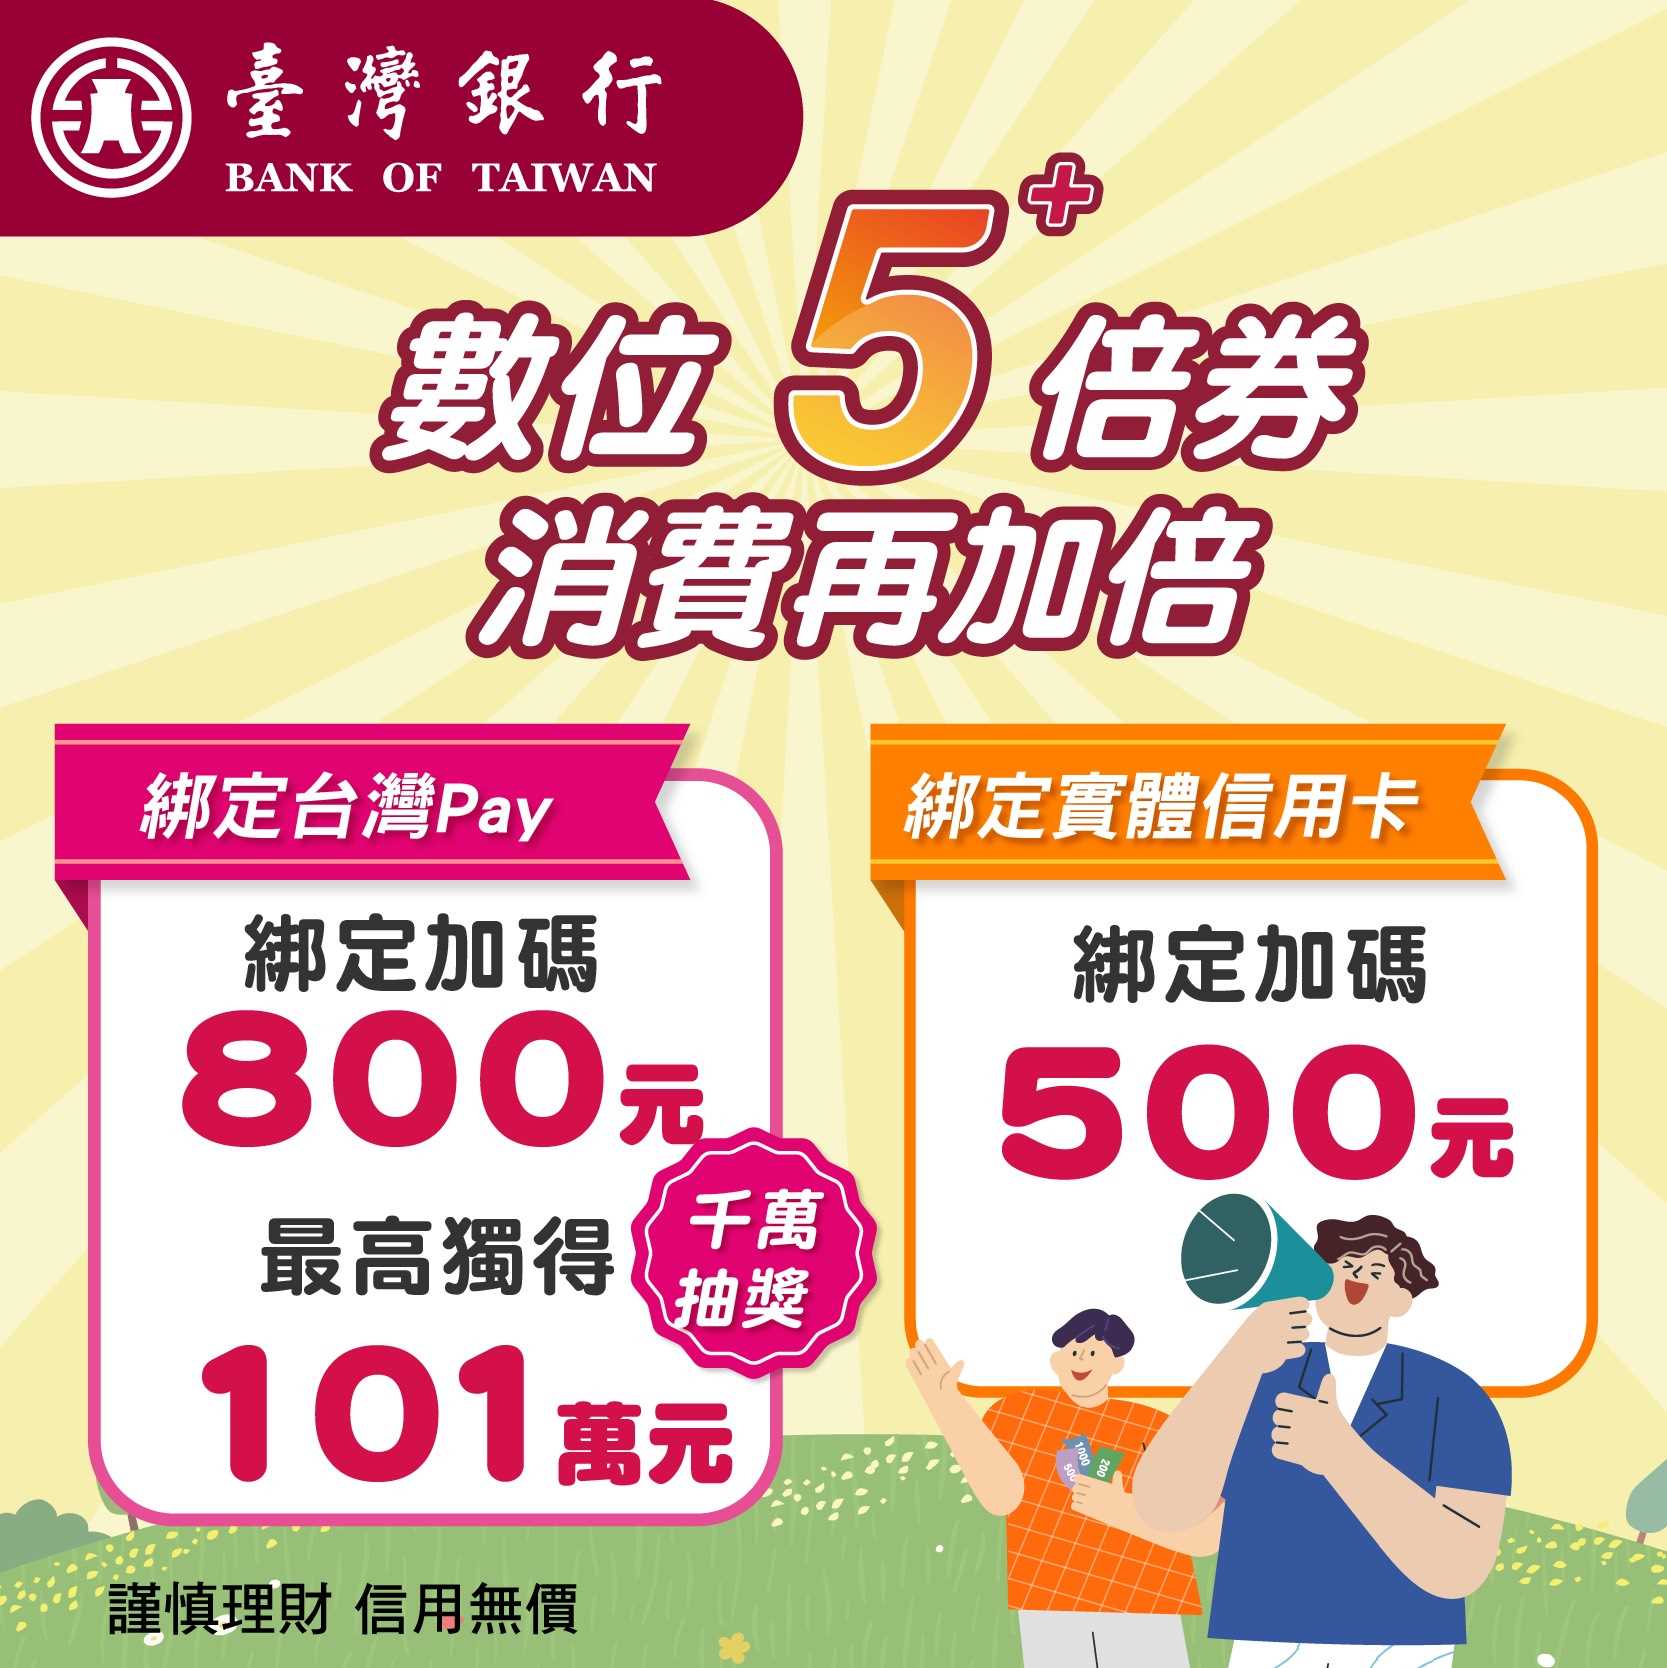 臺灣銀行
BANK OF TAIWAN
數位5+倍券
消費再加倍
綁定台灣Pay
綁定加碼
800元
最高獨得
101萬元
千萬
抽獎
綁定實體信用卡
綁定加碼
500元
1000
500
200
謹慎理財 信用無價